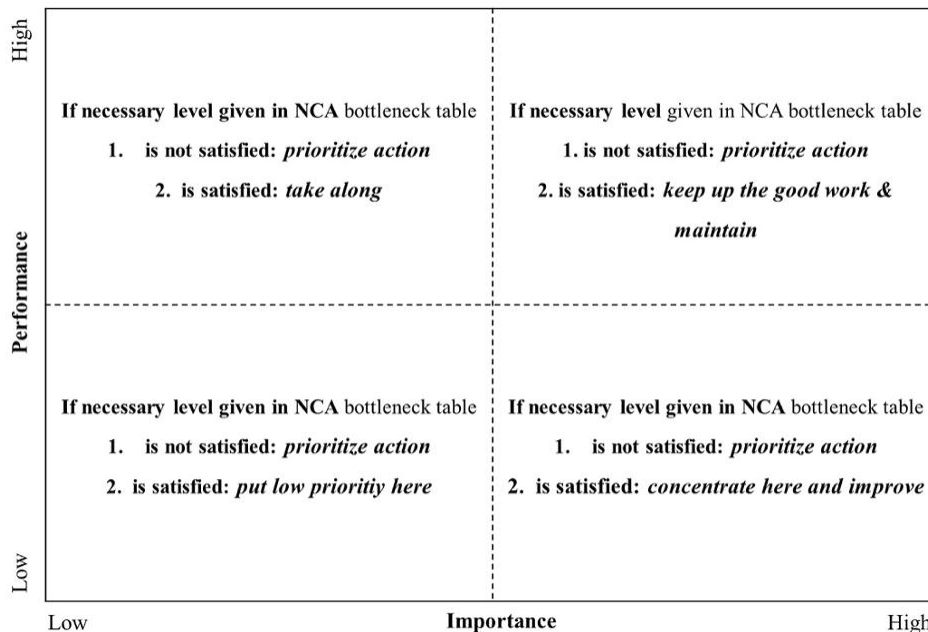 High
If necessary level given in NCA bottleneck table
1. is not satisfied: prioritize action
2. is satisfied: take along
If necessary level given in NCA bottleneck table
1. is not satisfied: prioritize action
2. is satisfied: keep up the good work &
maintain
Performance
If necessary level given in NCA bottleneck table
1. is not satisfied: prioritize action
2. is satisfied: put low prioritiy here
If necessary level given in NCA bottleneck table
1. is not satisfied: prioritize action
2. is satisfied: concentrate here and improve
Low
Low
Importance
High